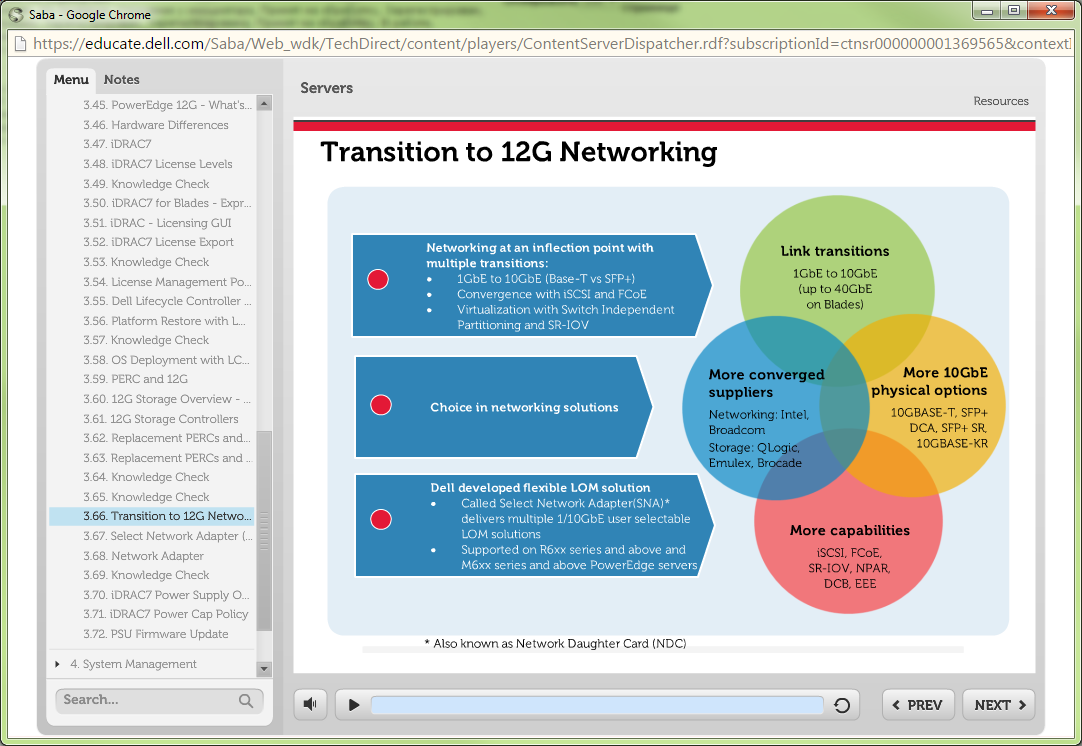 Saba - Google Chrome
https://educate.dell.com/Saba/Web_wdk/TechDirect/content/players/ContentServerDispatcher.rdf?subscriptionId=ctnsr000000001369565&context
Menu
Notes
3.45. PowerEdge 12G - What's...
3.46. Hardware Differences
3.47. iDRAC7
3.48. iDRAC7 License Levels
3.49. Knowledge Check
3.50. iDRAC7 for Blades - Expr...
3.51. iDRAC - Licensing GUI
3.52. iDRAC7 License Export
3.53. Knowledge Check
3.54. License Management Po...
3.55. Dell Lifecycle Controller ...
3.56. Platform Restore with L...
3.57. Knowledge Check
3.58. OS Deployment with LC...
3.59. PERC and 12G
3.60. 12G Storage Overview - ...
3.61. 12G Storage Controllers
3.62. Replacement PERCs and...
3.63. Replacement PERCs and ...
3.64. Knowledge Check
3.65. Knowledge Check
3.66. Transition to 12G Netwo...
3.67. Select Network Adapter (...
3.68. Network Adapter
3.69. Knowledge Check
3.70. iDRAC7 Power Supply O...
3.71. iDRAC7 Power Cap Policy
3.72. PSU Firmware Update
4. System Management
Search...
Servers
Resources
Transition to 12G Networking
Networking at an inflection point with
multiple transitions:
• 1GbE to 10GbE (Base-T vs SFP+)
• Convergence with iSCSI and FCoE
• Virtualization with Switch Independent
Partitioning and SR-IOV
Choice in networking solutions
Dell developed flexible LOM solution
• Called Select Network Adapter(SNA)*
delivers multiple 1/10GbE user selectable
LOM solutions
• Supported on R6xx series and above and
M6xx series and above PowerEdge servers
Link transitions
1GbE to 10GbE
(up to 40GbE
on Blades)
More converged
suppliers
Networking: Intel,
Broadcom
Storage: QLogic,
Emulex, Brocade
More 10GbE
physical options
10GBASE-T, SFP+
DCA, SFP+ SR,
10GBASE-KR
More capabilities
iSCSI, FCoE,
SR-IOV, NPAR,
DCB, EEE
* Also known as Network Daughter Card (NDC)
PREV
NEXT